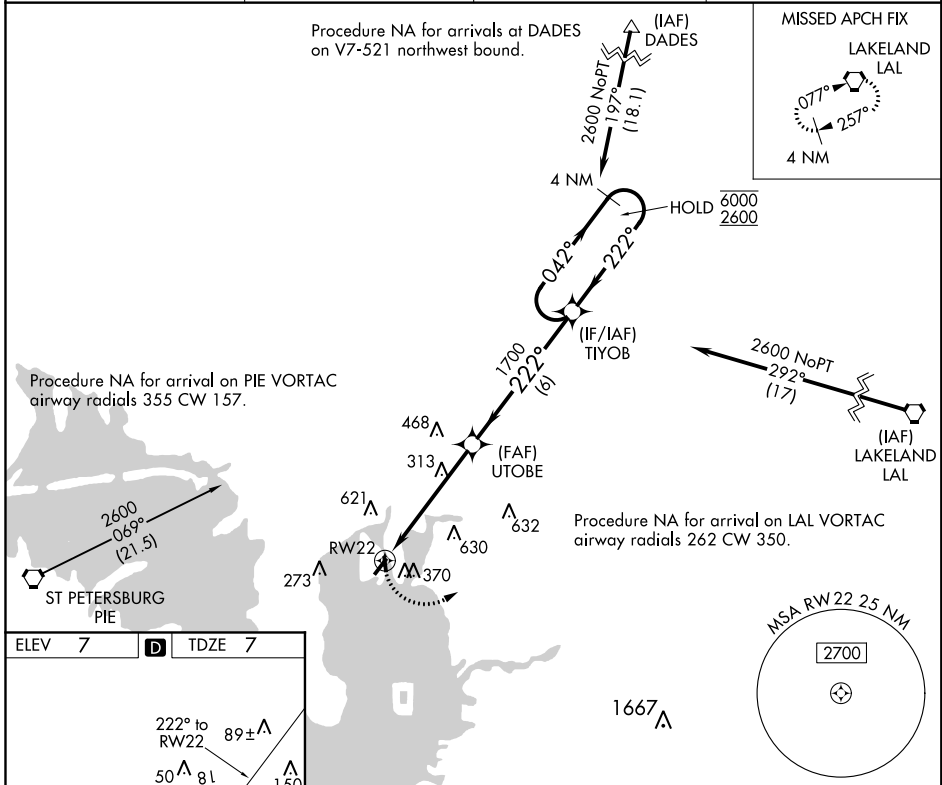 Procedure NA for arrivals at DADES
on V7-521 northwest bound.
(IAF)
DADES
2600 NoPT
197°
(18.1)
MISSED APCH FIX
LAKELAND
LAL
077°
257°
4 NM
4 NM
HOLD
6000
2600
042°
222°
(IF/IAF)
TIYOB
1700
222°
(6)
2600 NoPT
292°
(17)
(IAF)
LAKELAND
LAL
Procedure NA for arrival on PIE VORTAC
airway radials 355 CW 157.
468
313
(FAF)
UTOBE
621
632
630
RW22
370
273
Procedure NA for arrival on LAL VORTAC
airway radials 262 CW 350.
2600
069°
(21.5)
ST PETERSBURG
PIE
MSA RW 22 25 NM
2700
1667
ELEV 7
D
TDZE 7
222° to
RW22
89±
50
18
150